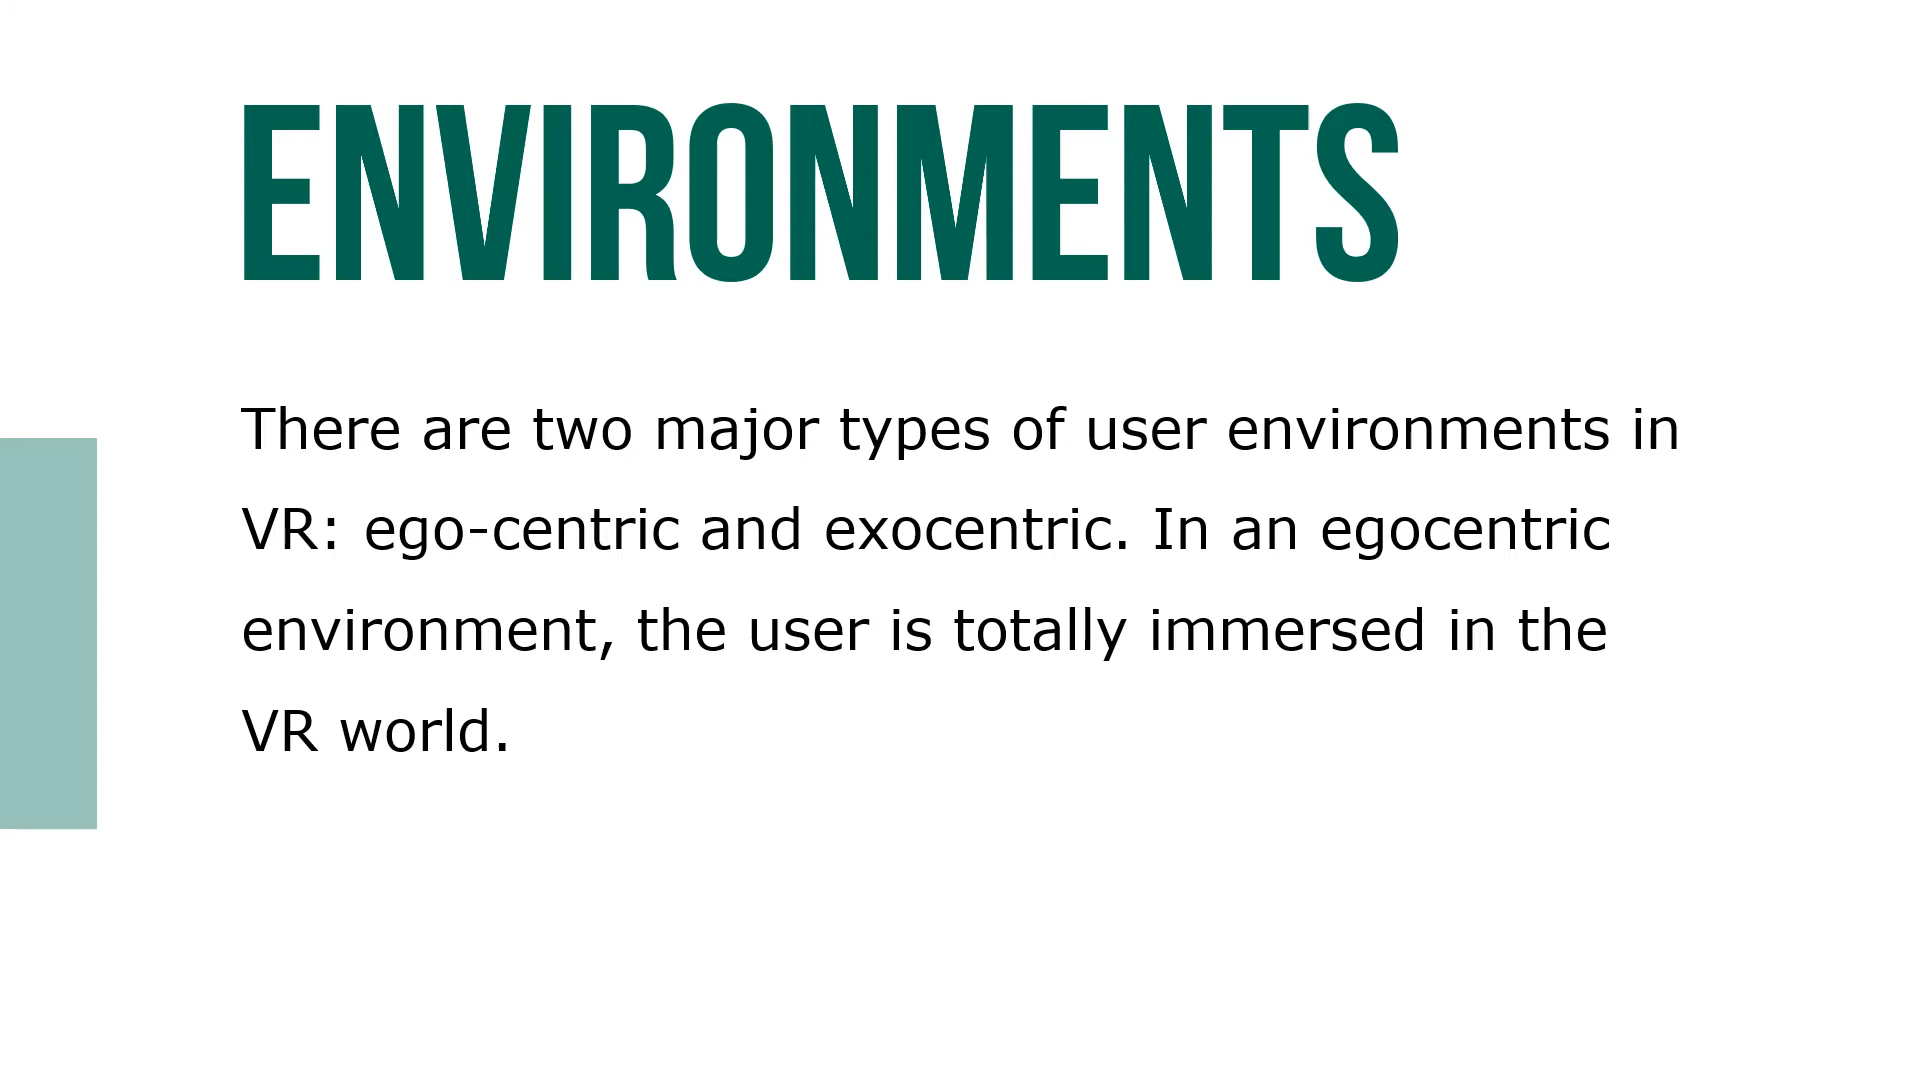 ENVIRONMENTS
There are two major types of user environments in
VR: ego-centric and exocentric. In an egocentric
environment, the user is totally immersed in the
VR world.